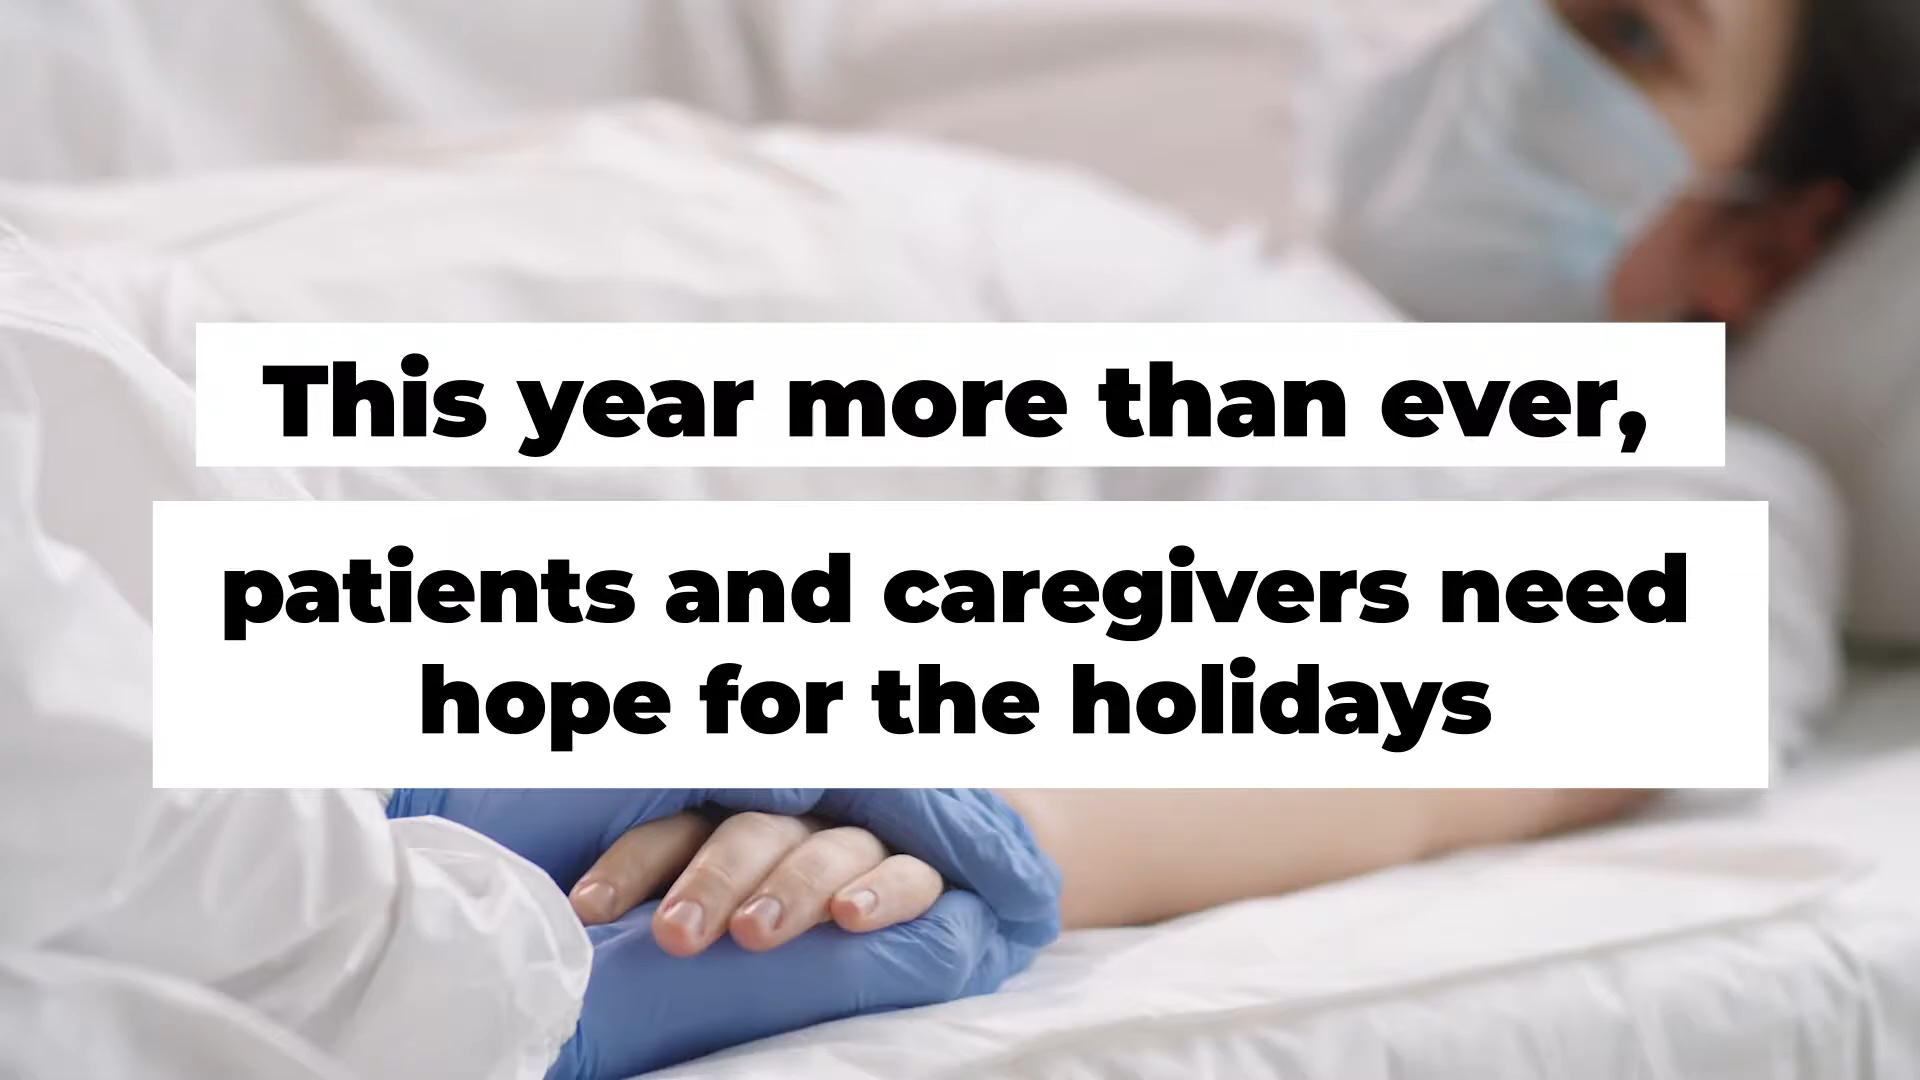 This year more than ever,
patients and caregivers need
hope for the holidays